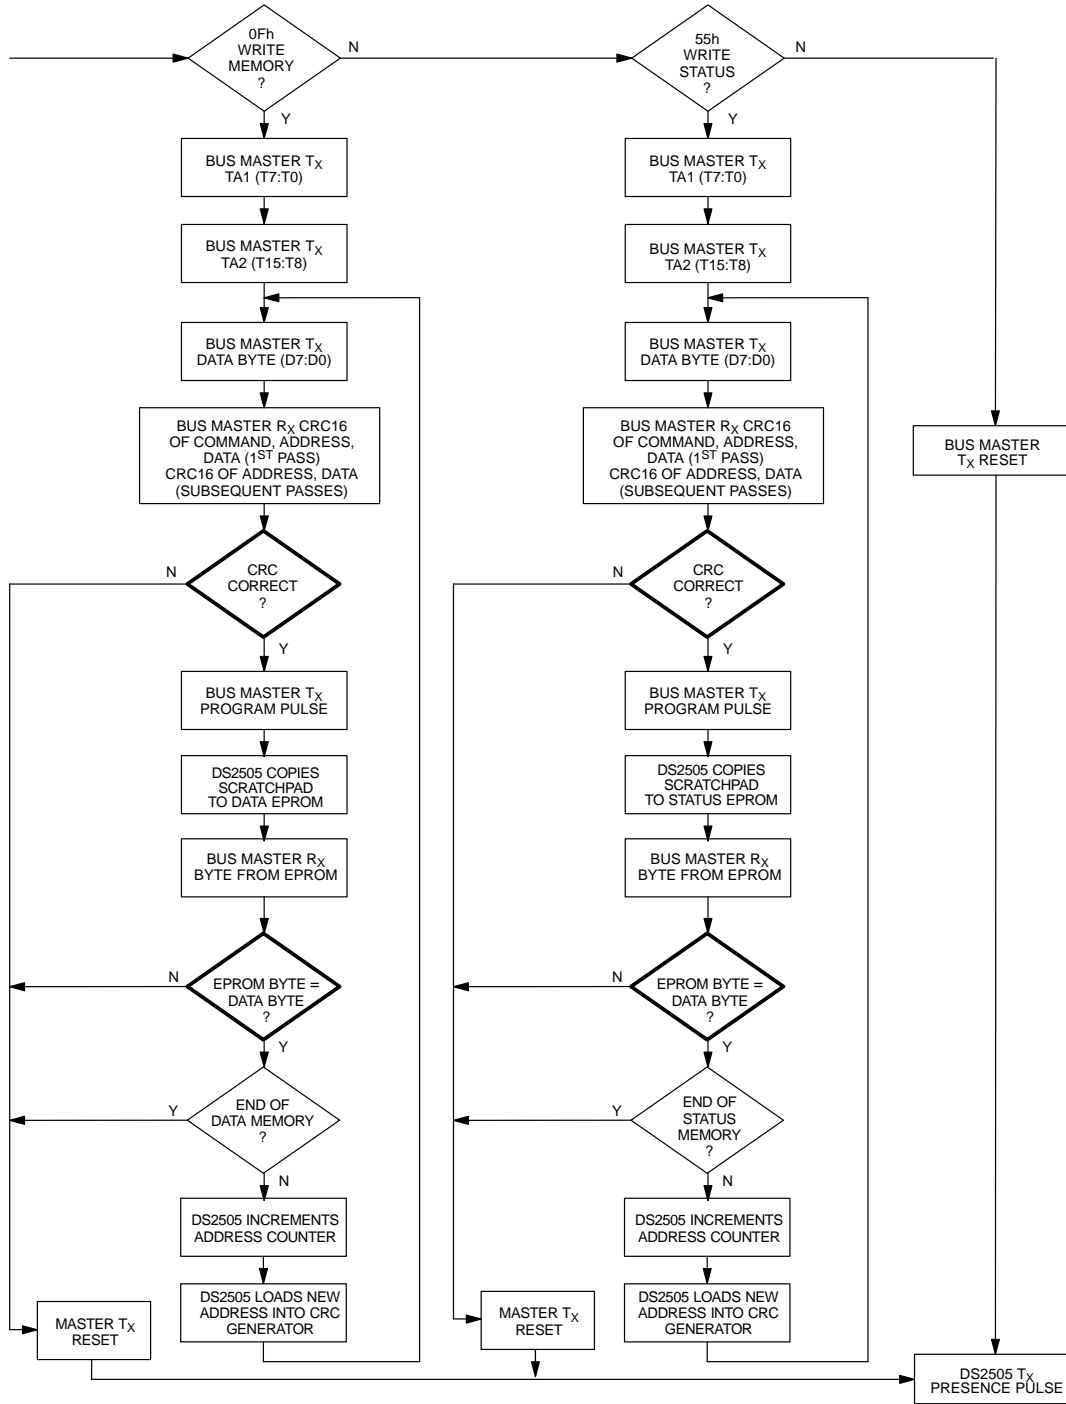 0Fh
WRITE
MEMORY
?
N
Y
BUS MASTER TX
TA1 (T7:T0)
BUS MASTER TX
TA2 (T15:T8)
BUS MASTER TX
DATA BYTE (D7:D0)
BUS MASTER RX CRC16
OF COMMAND, ADDRESS,
DATA (1ST PASS)
CRC16 OF ADDRESS, DATA
(SUBSEQUENT PASSES)
N
CRC
CORRECT
?
Y
BUS MASTER TX
PROGRAM PULSE
DS2505 COPIES
SCRATCHPAD
TO DATA EPROM
BUS MASTER RX
BYTE FROM EPROM
N
EPROM BYTE =
DATA BYTE
?
Y
Y
END OF
DATA MEMORY
?
N
DS2505 INCREMENTS
ADDRESS COUNTER
DS2505 LOADS NEW
ADDRESS INTO CRC
GENERATOR
MASTER TX
RESET
55h
WRITE
STATUS
?
N
Y
BUS MASTER TX
TA1 (T7:T0)
BUS MASTER TX
TA2 (T15:T8)
BUS MASTER TX
DATA BYTE (D7:D0)
BUS MASTER RX CRC16
OF COMMAND, ADDRESS,
DATA (1ST PASS)
CRC16 OF ADDRESS, DATA
(SUBSEQUENT PASSES)
N
CRC
CORRECT
?
Y
BUS MASTER TX
PROGRAM PULSE
DS2505 COPIES
SCRATCHPAD
TO STATUS EPROM
BUS MASTER RX
BYTE FROM EPROM
N
EPROM BYTE =
DATA BYTE
?
Y
Y
END OF
STATUS
MEMORY
?
N
DS2505 INCREMENTS
ADDRESS COUNTER
DS2505 LOADS NEW
ADDRESS INTO CRC
GENERATOR
MASTER TX
RESET
BUS MASTER
TX RESET
DS2505 TX
PRESENCE PULSE